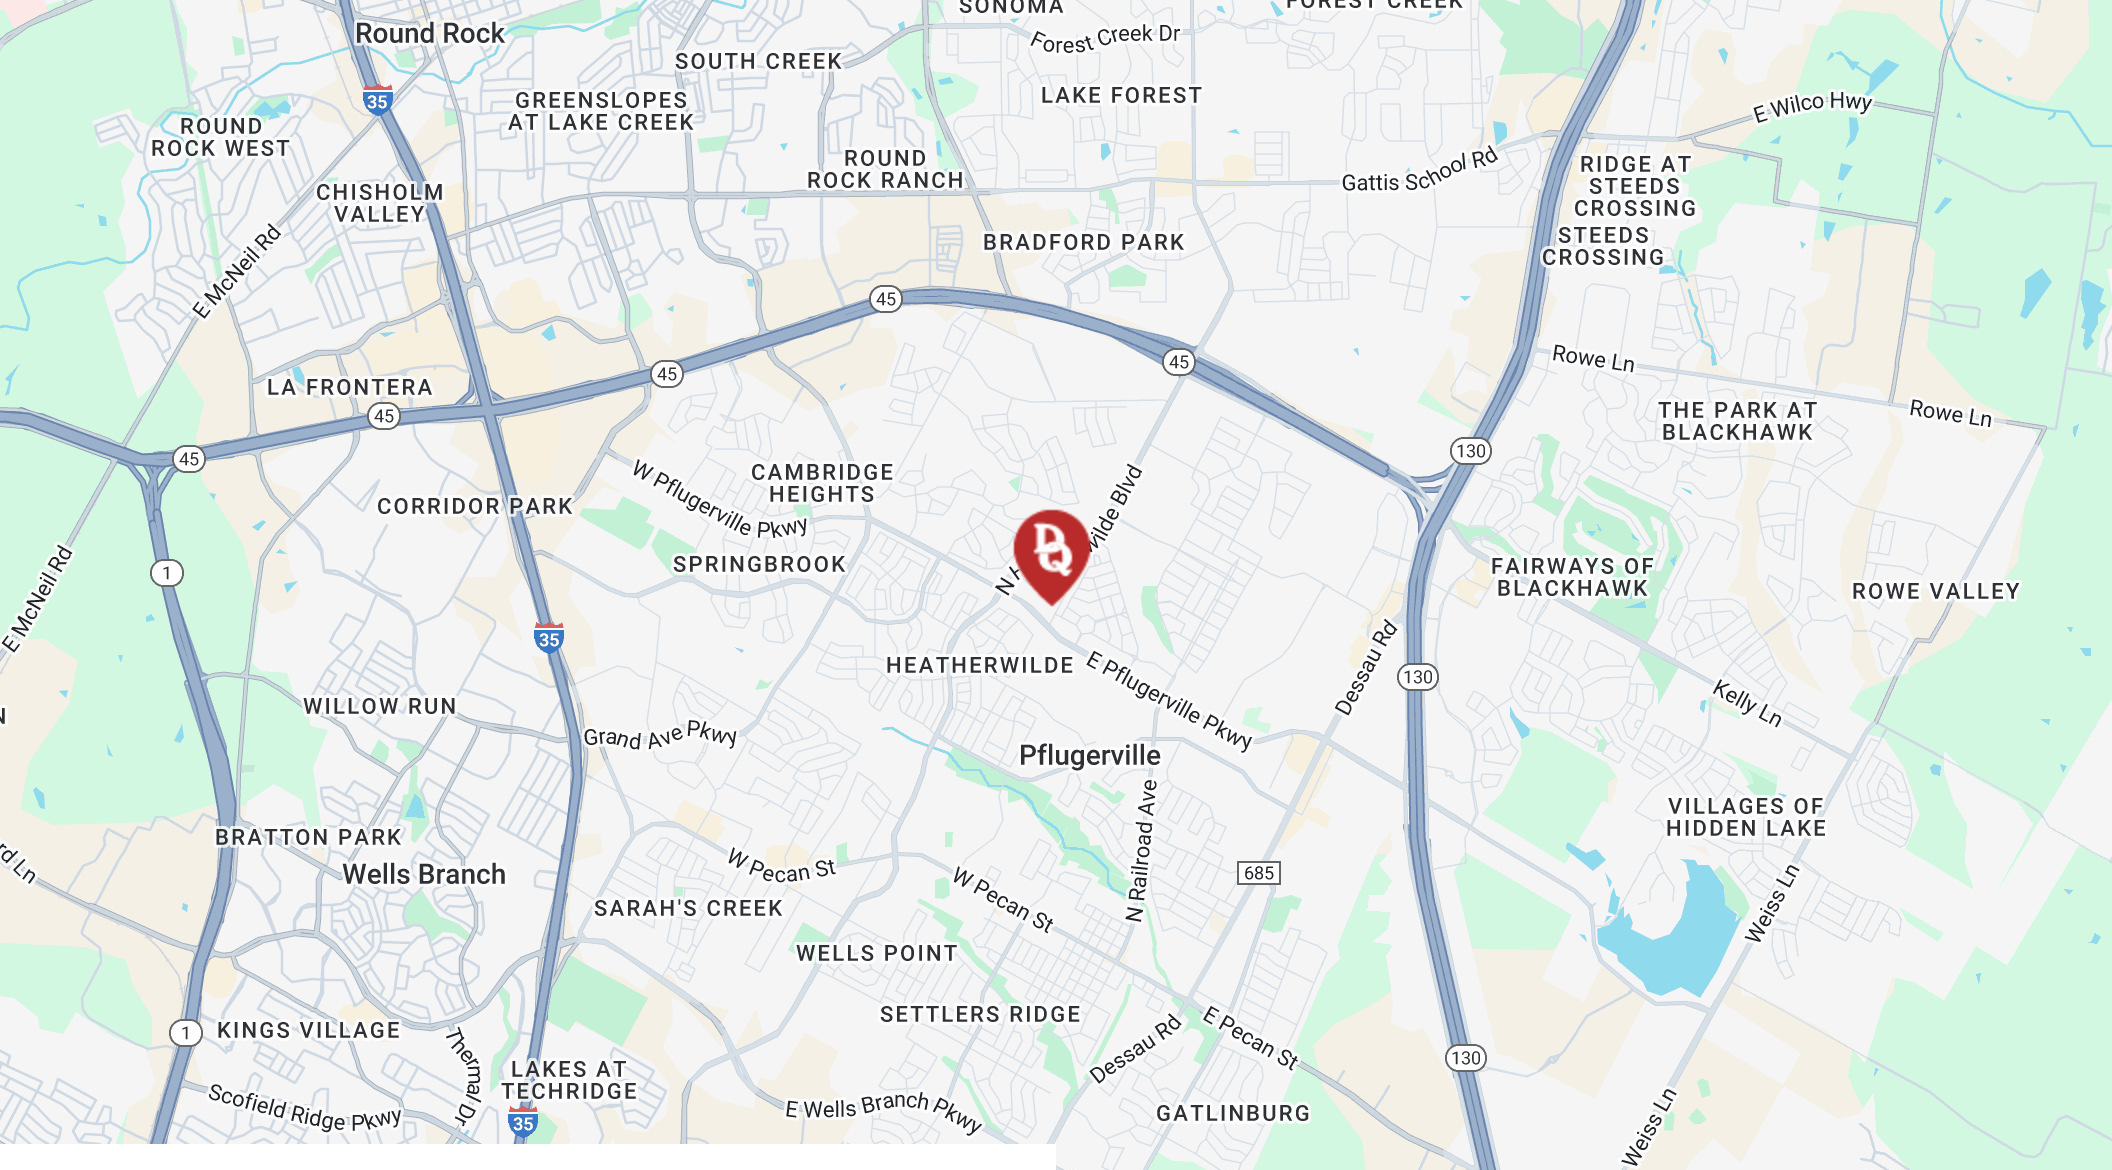 SONOMA
FOREST CREEK
Round Rock
Forest Creek Dr
SOUTH CREEK
35
GREENSLOPES
AT LAKE CREEK
LAKE FOREST
E Wilco Hwy
ROUND
ROCK WEST
ROUND
ROCK RANCH
Gattis School Rd
RIDGE AT
STEEDS
CROSSING
CHISHOLM
VALLEY
STEEDS
CROSSING
BRADFORD PARK
E McNeil Rd
45
45
45
Rowe Ln
LA FRONTERA
45
Rowe Ln
THE PARK AT
BLACKHAWK
45
130
W Pflugerville Pkwy
CAMBRIDGE
HEIGHTS
CORRIDOR PARK
wilde Blvd
N H
DQ
SPRINGBROOK
1
FAIRWAYS OF
BLACKHAWK
ROWE VALLEY
E McNeil Rd
35
HEATHERWILDE
E Pflugerville Pkwy
Dessau Rd
130
WILLOW RUN
Kelly Ln
N
Grand Ave Pkwy
Pflugerville
VILLAGES OF
HIDDEN LAKE
BRATTON PARK
N Railroad Ave
rd Ln
Wells Branch
W Pecan St
685
W Pecan St
Weiss Ln
SARAH'S CREEK
WELLS POINT
SETTLERS RIDGE
1
KINGS VILLAGE
E Pecan St
Dessau Rd
Thermal Dr
130
LAKES AT
TECHRIDGE
Scofield Ridge Pkwy
35
E Wells Branch Pkwy
GATLINBURG
Weiss Ln